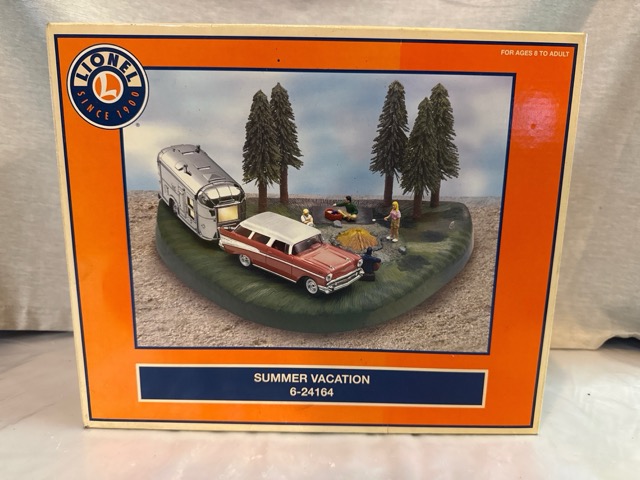 FOR AGES 8 TO ADULT
LIONEL
L
SINCE 1900
SUMMER VACATION
6-24164